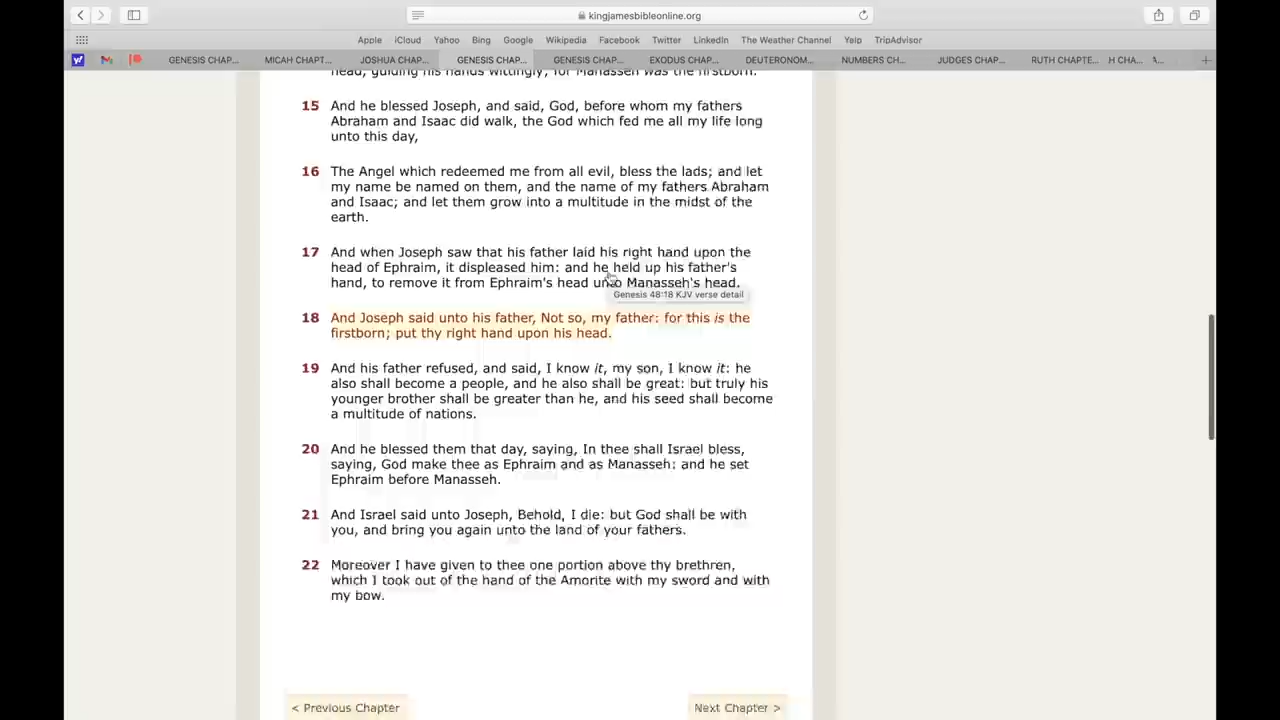 kingjamesbibleonline.org
Apple iCloud Yahoo Bing Google Wikipedia Facebook Twitter LinkedIn The Weather Channel Yelp TripAdvisor
GENESIS CHAP... MICAH CHAPT... JOSHUA CHAP... GENESIS CHAP... GENESIS CHAP... EXODUS CHAP... DEUTERONOM... NUMBERS CH... JUDGES CHAP... RUTH CHAPTE... H CHA... A...
head, guiding his hands wittingly; for Manasseh was the firstborn.
15 And he blessed Joseph, and said, God, before whom my fathers
Abraham and Isaac did walk, the God which fed me all my life long
unto this day,
16 The Angel which redeemed me from all evil, bless the lads; and let
my name be named on them, and the name of my fathers Abraham
and Isaac; and let them grow into a multitude in the midst of the
earth.
17 And when Joseph saw that his father laid his right hand upon the
head of Ephraim, it displeased him: and he held up his father's
hand, to remove it from Ephraim's head unto Manasseh's head.
Genesis 48:18 KJV verse detail
18 And Joseph said unto his father, Not so, my father: for this is the
firstborn; put thy right hand upon his head.
19 And his father refused, and said, I know it, my son, I know it: he
also shall become a people, and he also shall be great: but truly his
younger brother shall be greater than he, and his seed shall become
a multitude of nations.
20 And he blessed them that day, saying, In thee shall Israel bless,
saying, God make thee as Ephraim and as Manasseh: and he set
Ephraim before Manasseh.
21 And Israel said unto Joseph, Behold, I die: but God shall be with
you, and bring you again unto the land of your fathers.
22 Moreover I have given to thee one portion above thy brethren,
which I took out of the hand of the Amorite with my sword and with
my bow.
< Previous Chapter
Next Chapter >